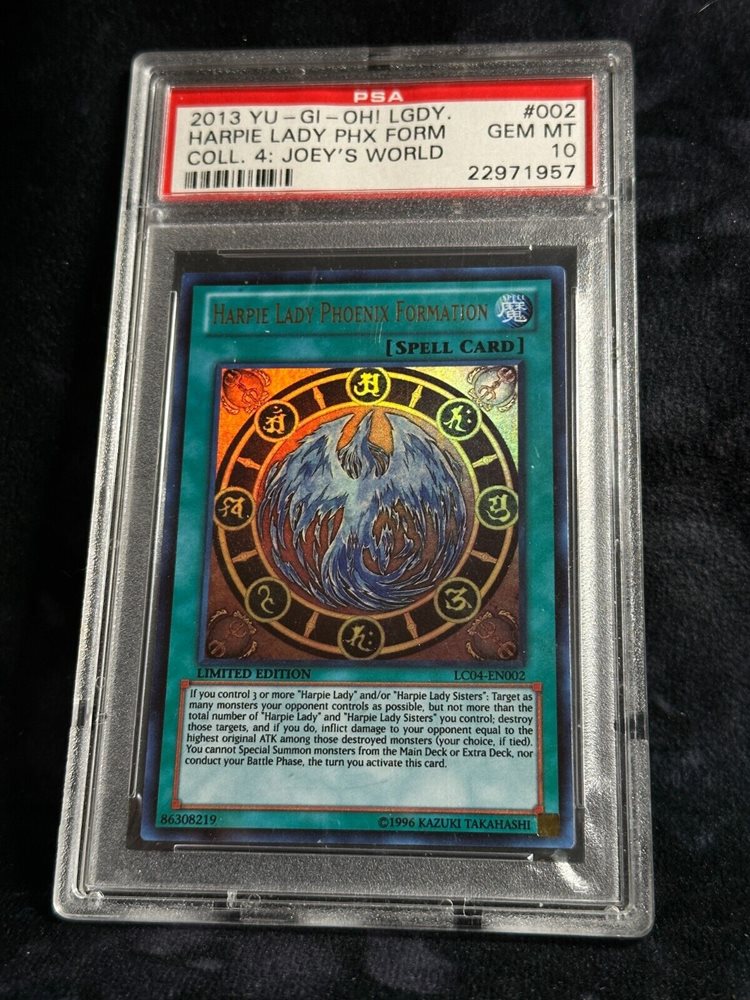 PSA
2013 YU-GI-OH! LGDY. #002
HARPIE LADY PHX FORM GEM MT
COLL. 4: JOEY'S WORLD 10
22971957
HARPIE LADY PHOENIX FORMATION
SPELL
魔
[SPELL CARD]
LIMITED EDITION LC04-EN002
If you control 3 or more "Harpie Lady" and/or "Harpie Lady Sisters": Target as
many monsters your opponent controls as possible, but not more than the
total number of "Harpie Lady" and "Harpie Lady Sisters" you control; destroy
those targets, and if you do, inflict damage to your opponent equal to the
highest original ATK among those destroyed monsters (your choice, if tied).
You cannot Special Summon monsters from the Main Deck or Extra Deck, nor
conduct your Battle Phase, the turn you activate this card.
86308219 ©1996 KAZUKI TAKAHASHI